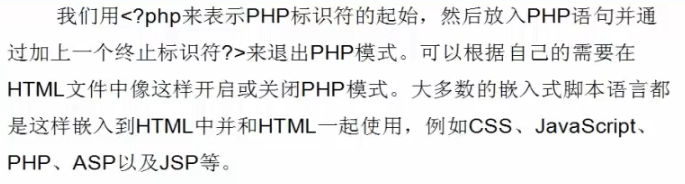 我们用<?php来表示PHP标识符的起始，然后放入PHP语句并通
过加上一个终止标识符?>来退出PHP模式。可以根据自己的需要在
HTML文件中像这样开启或关闭PHP模式。大多数的嵌入式脚本语言都
是这样嵌入到HTML中并和HTML一起使用，例如CSS、JavaScript、
PHP、ASP以及JSP等。